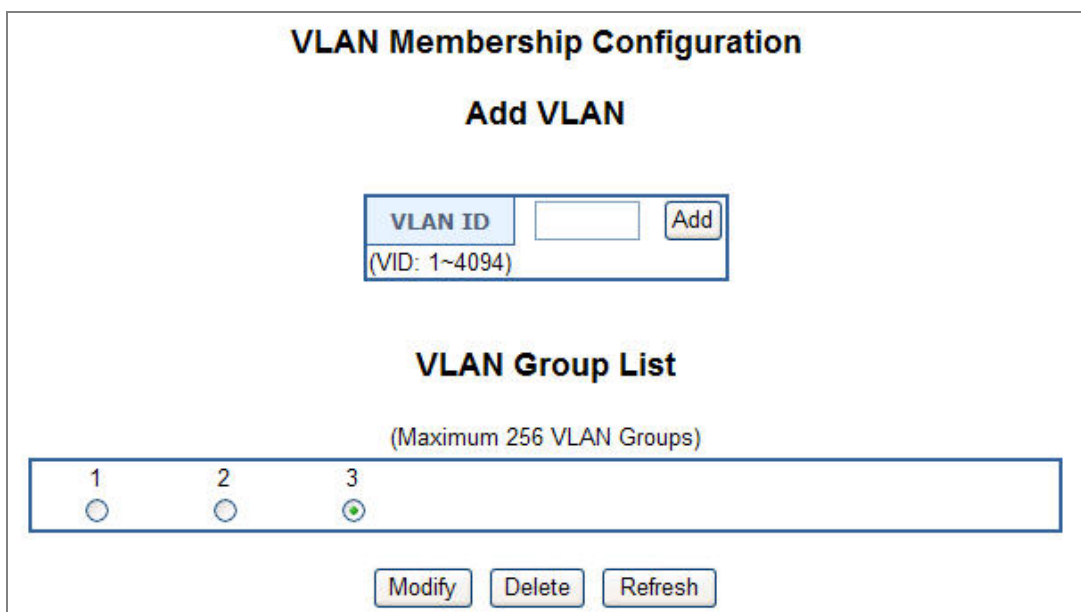 VLAN Membership Configuration
Add VLAN
VLAN ID Add
(VID: 1~4094)
VLAN Group List
(Maximum 256 VLAN Groups)
1 2 3
Modify Delete Refresh